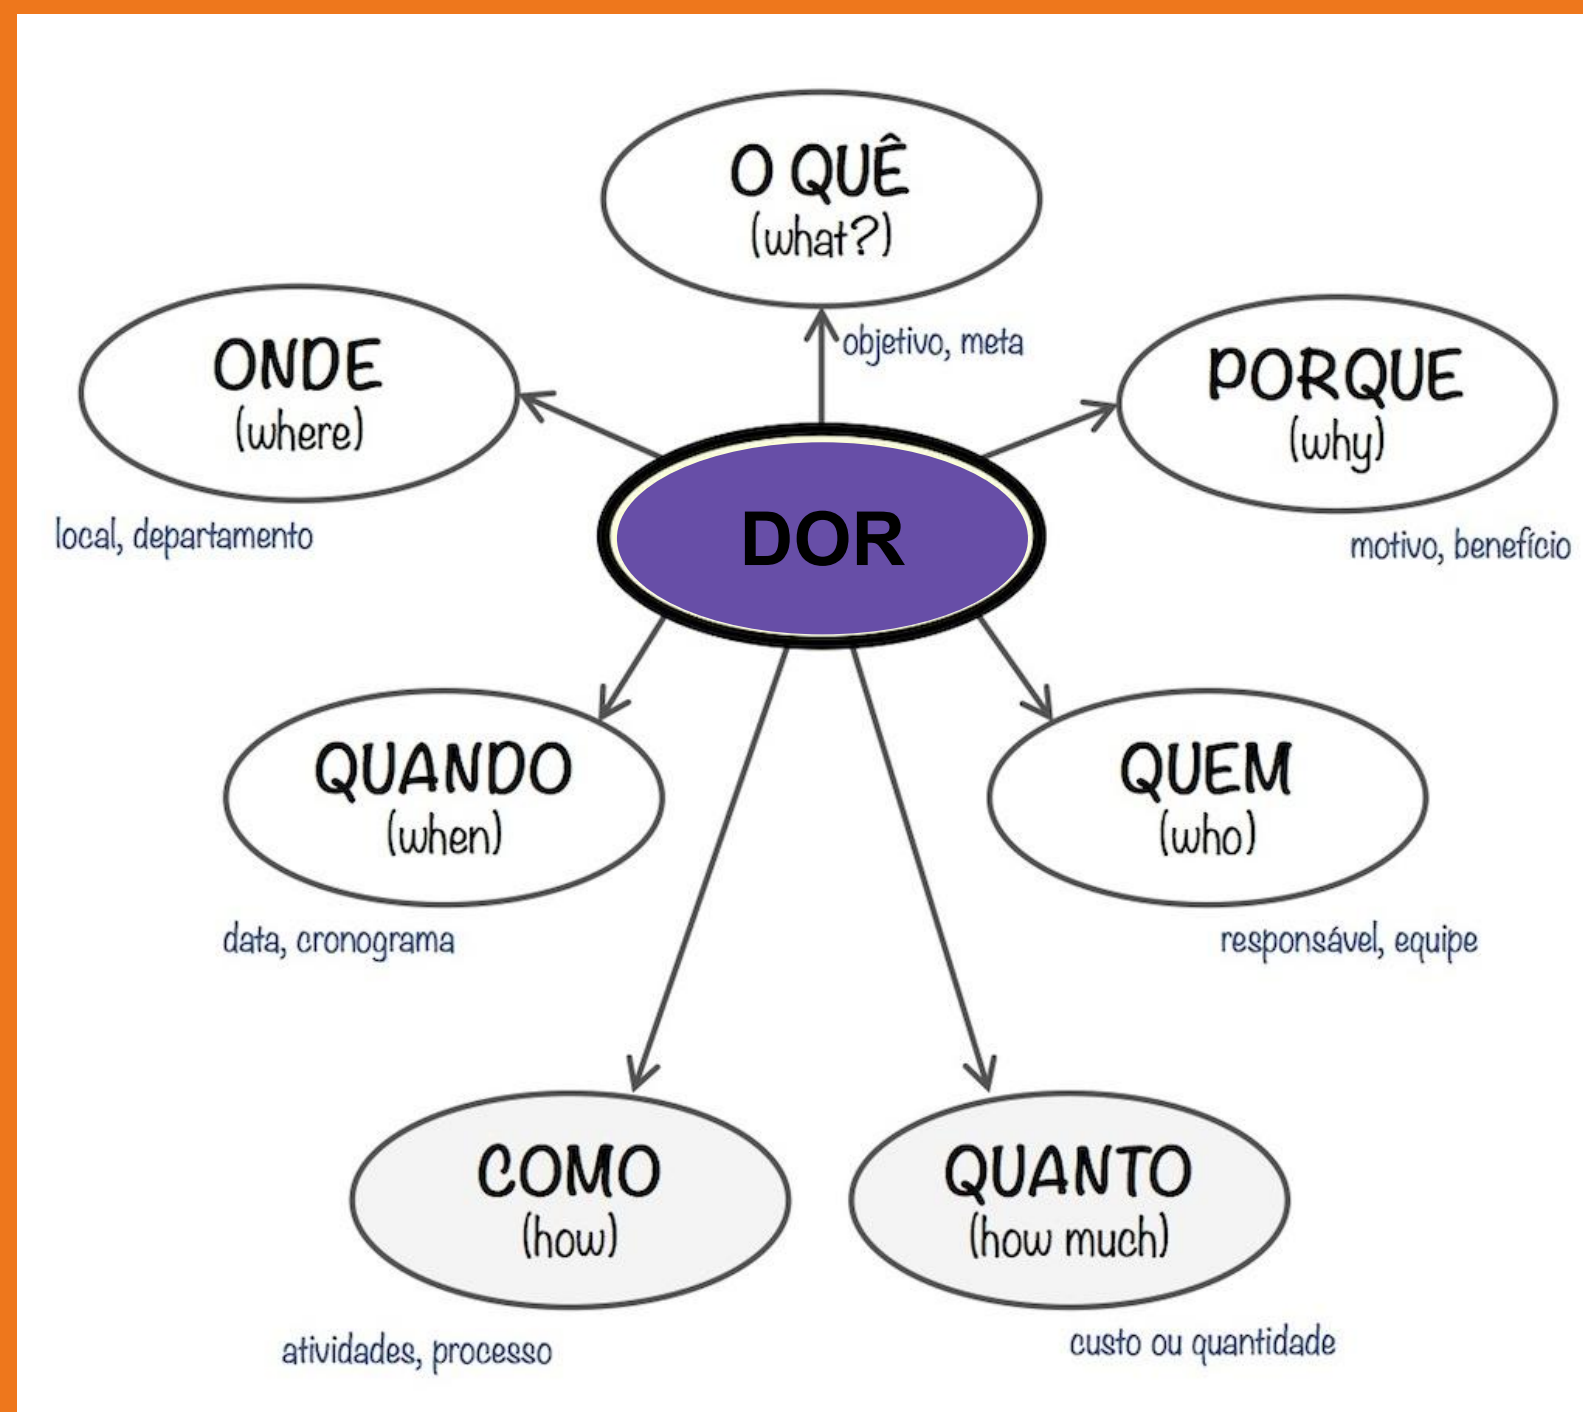 O QUÊ
(what?)
objetivo, meta
ONDE
(where)
local, departamento
PORQUE
(why)
motivo, benefício
DOR
QUANDO
(when)
data, cronograma
QUEM
(who)
responsável, equipe
COMO
(how)
atividades, processo
QUANTO
(how much)
custo ou quantidade